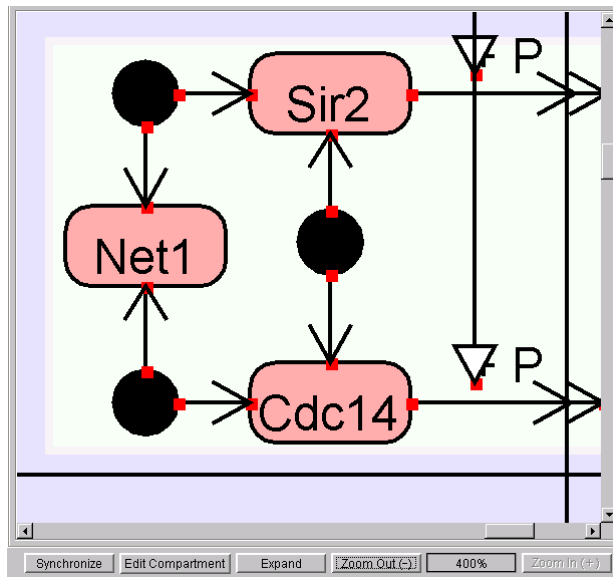 Sir2
P
Net1
P
Cdc14
Synchronize
Edit Compartment
Expand
Zoom Out (-)
400%
Zoom In (+)